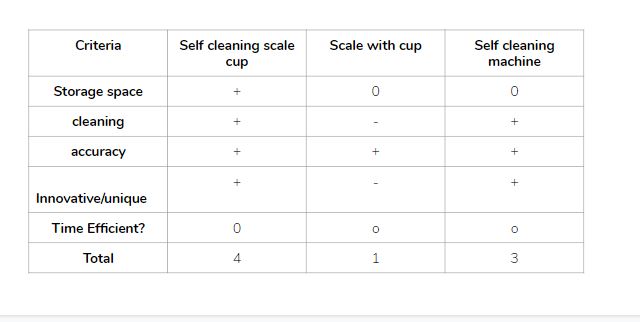 Criteria Self cleaning scale cup Scale with cup Self cleaning machine
Storage space + 0 0
cleaning + - +
accuracy + + +
Innovative/unique + - +
Time Efficient? 0 o o
Total 4 1 3